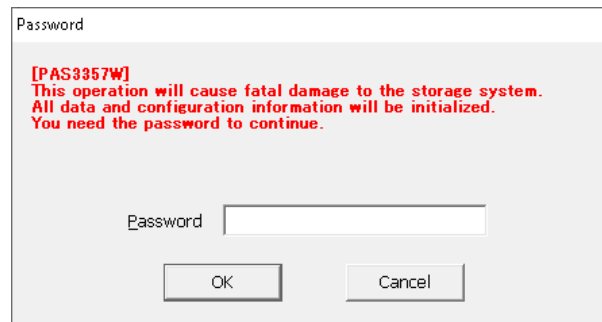 Password
[PAS3357W]
This operation will cause fatal damage to the storage system.
All data and configuration information will be initialized.
You need the password to continue.
Password
OK
Cancel